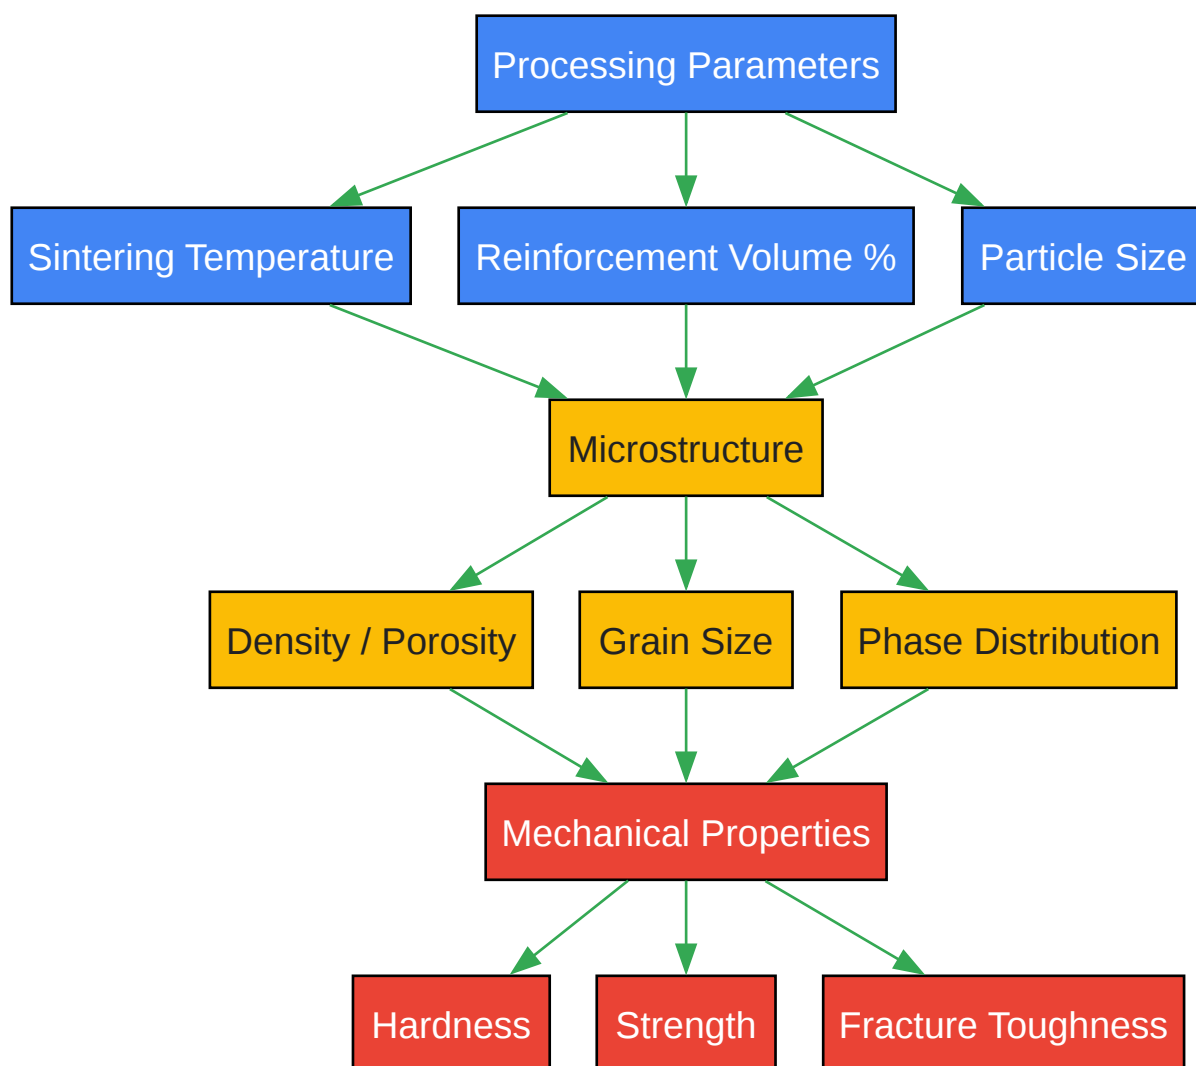 Processing Parameters
Sintering Temperature
Reinforcement Volume %
Particle Size
Microstructure
Density / Porosity
Grain Size
Phase Distribution
Mechanical Properties
Hardness
Strength
Fracture Toughness